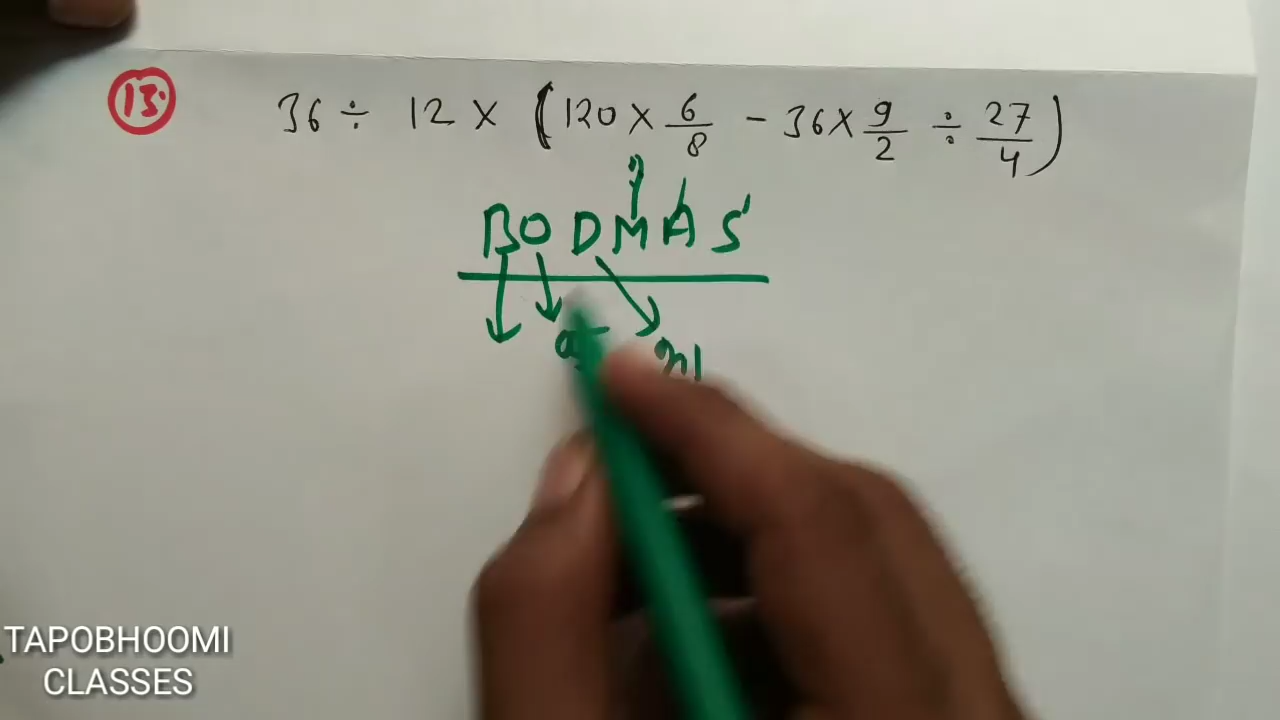 13.
36 ÷ 12 × (120 × 6/8 - 36 × 9/2 ÷ 27/4)
BODMAS
TAPOBHOOMI
CLASSES